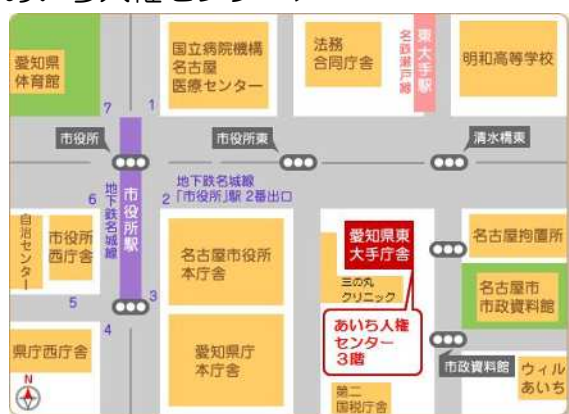 愛知県
体育館
国立病院機構
名古屋
医療センター
法務
合同庁舎
名鉄瀬戸線
東大手駅
明和高等学校
7
1
市役所
市役所東
清水橋東
6
地下鉄名城線
市役所駅
2
地下鉄名城線
「市役所」駅 2番出口
自治センター
市役所
西庁舎
名古屋市役所
本庁舎
愛知県東
大手庁舎
名古屋拘置所
三の丸
クリニック
名古屋市
市政資料館
5
3
4
あいち人権
センター
3階
県庁西庁舎
愛知県庁
本庁舎
市政資料館
ウィル
あいち
N
第二
国税庁舎